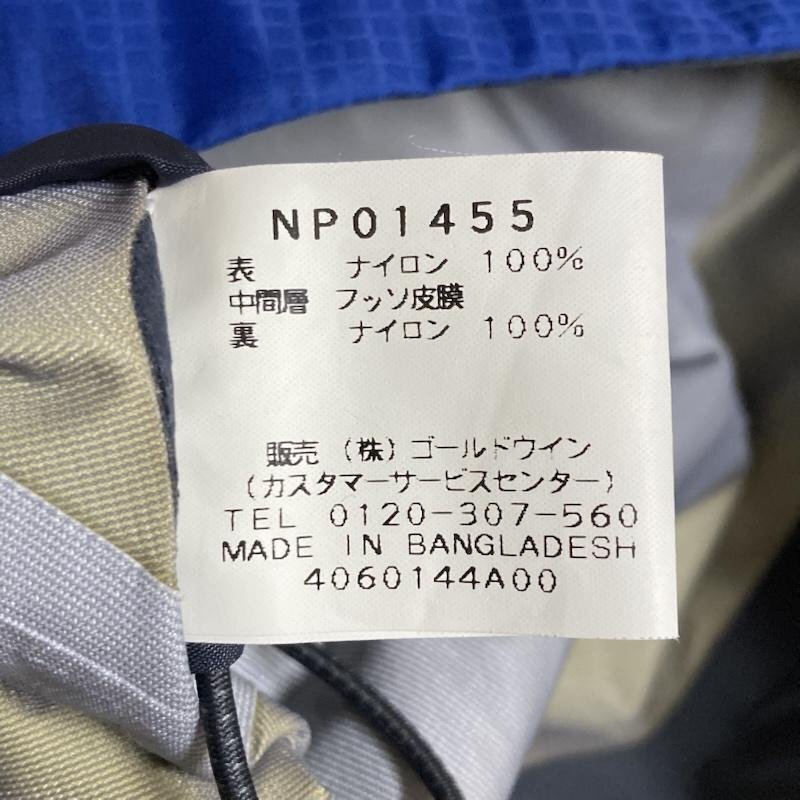 NP01455
表 ナイロン 100%
中間層 フッソ皮膜
裏 ナイロン 100%
販売 (株) ゴールドウイン
(カスタマーサービスセンター)
TEL 0120-307-560
MADE IN BANGLADESH
4060144A00